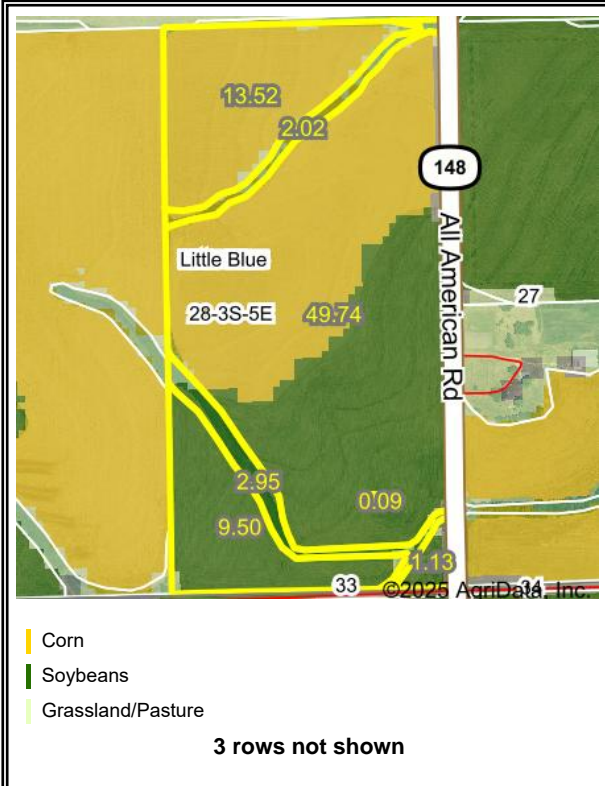 13.52
2.02
148
Little Blue
All American Rd
27
28-3S-5E
49.74
2.95
0.09
9.50
1.13
33
©2025 AgriData, Inc.
34
Corn
Soybeans
Grassland/Pasture
3 rows not shown